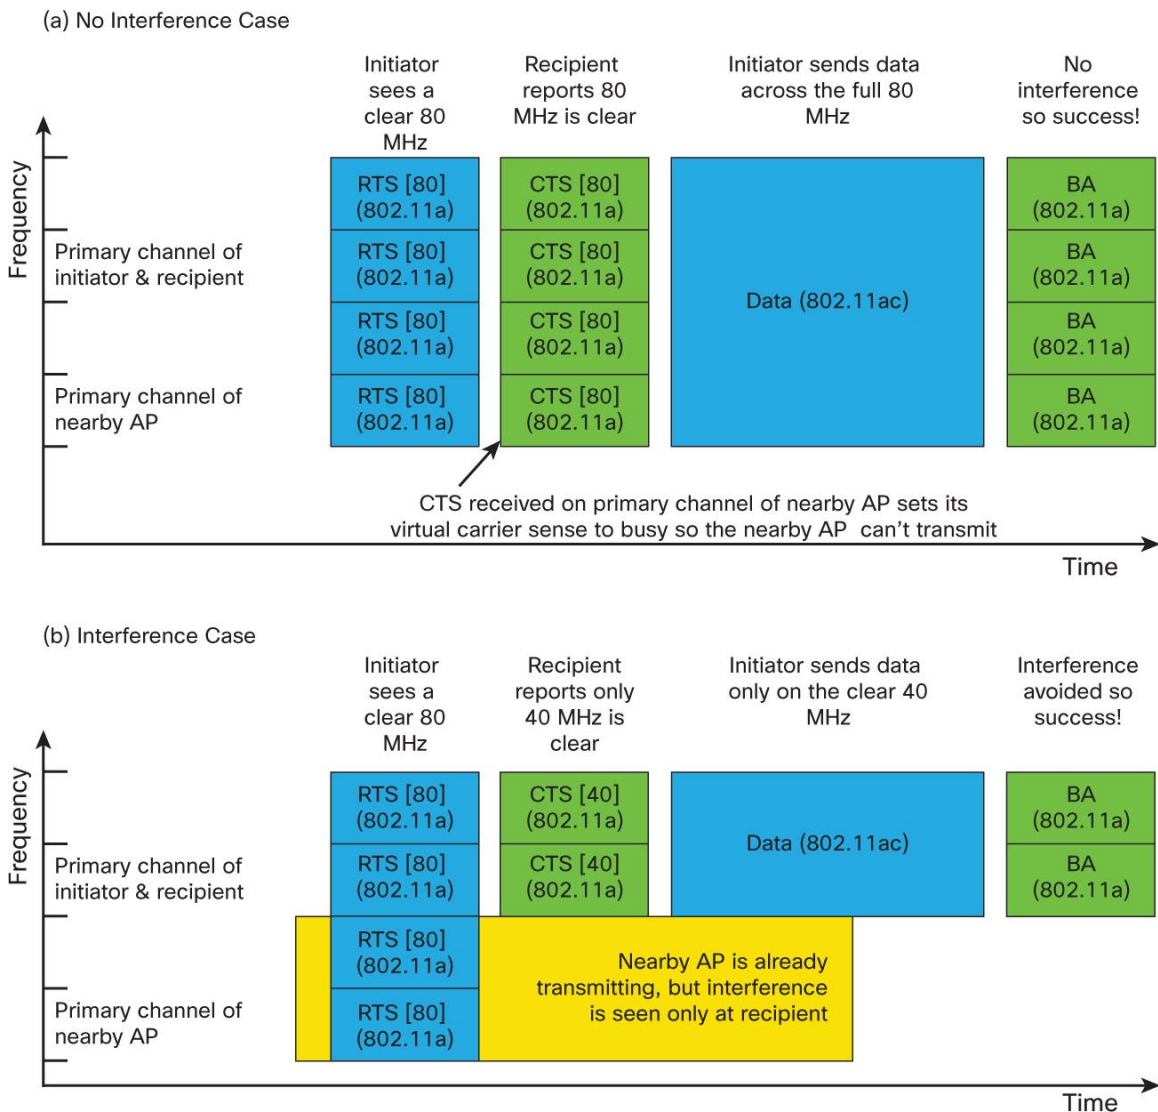 (a) No Interference Case
Initiator
sees a
clear 80
MHz
Recipient
reports 80
MHz is clear
Initiator sends data
across the full 80
MHz
No
interference
so success!
Frequency
Primary channel of
initiator & recipient
Primary channel of
nearby AP
RTS [80]
(802.11a)
RTS [80]
(802.11a)
RTS [80]
(802.11a)
RTS [80]
(802.11a)
CTS [80]
(802.11a)
CTS [80]
(802.11a)
CTS [80]
(802.11a)
CTS [80]
(802.11a)
Data (802.11ac)
BA
(802.11a)
BA
(802.11a)
BA
(802.11a)
BA
(802.11a)
CTS received on primary channel of nearby AP sets its
virtual carrier sense to busy so the nearby AP can't transmit
Time
(b) Interference Case
Initiator
sees a
clear 80
MHz
Recipient
reports only
40 MHz is
clear
Initiator sends data
only on the clear 40
MHz
Interference
avoided so
success!
Frequency
Primary channel of
initiator & recipient
Primary channel of
nearby AP
RTS [80]
(802.11a)
RTS [80]
(802.11a)
RTS [80]
(802.11a)
RTS [80]
(802.11a)
CTS [40]
(802.11a)
CTS [40]
(802.11a)
Data (802.11ac)
BA
(802.11a)
BA
(802.11a)
Nearby AP is already
transmitting, but interference
is seen only at recipient
Time